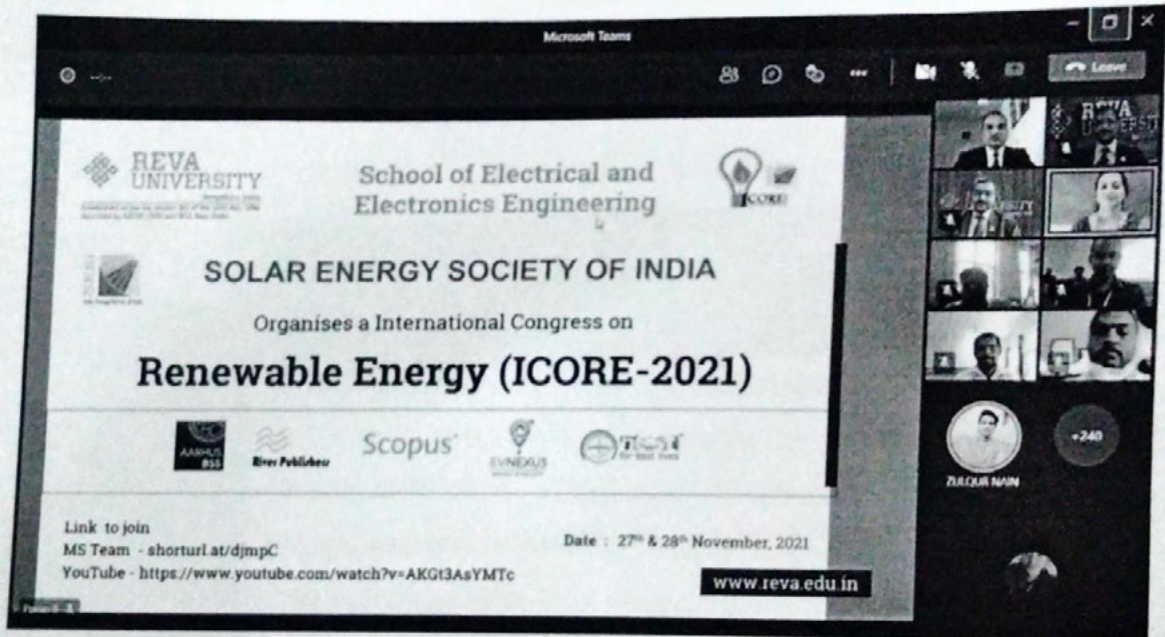 Microsoft Teams
--:--
Leave
REVA
UNIVERSITY
School of Electrical and
Electronics Engineering
ICORE
REVA
UNIVERSITY
SOLAR ENERGY SOCIETY OF INDIA
Organises a International Congress on
Renewable Energy (ICORE-2021)
AARHUS
BSS
River Publishers
Scopus
EVNEXUS
Link to join
MS Team - shorturl.at/djmpC
YouTube - https://www.youtube.com/watch?v=AKGt3AsYMTc
Date : 27th & 28th November, 2021
www.reva.edu.in
ZULQUR NAIN
+240